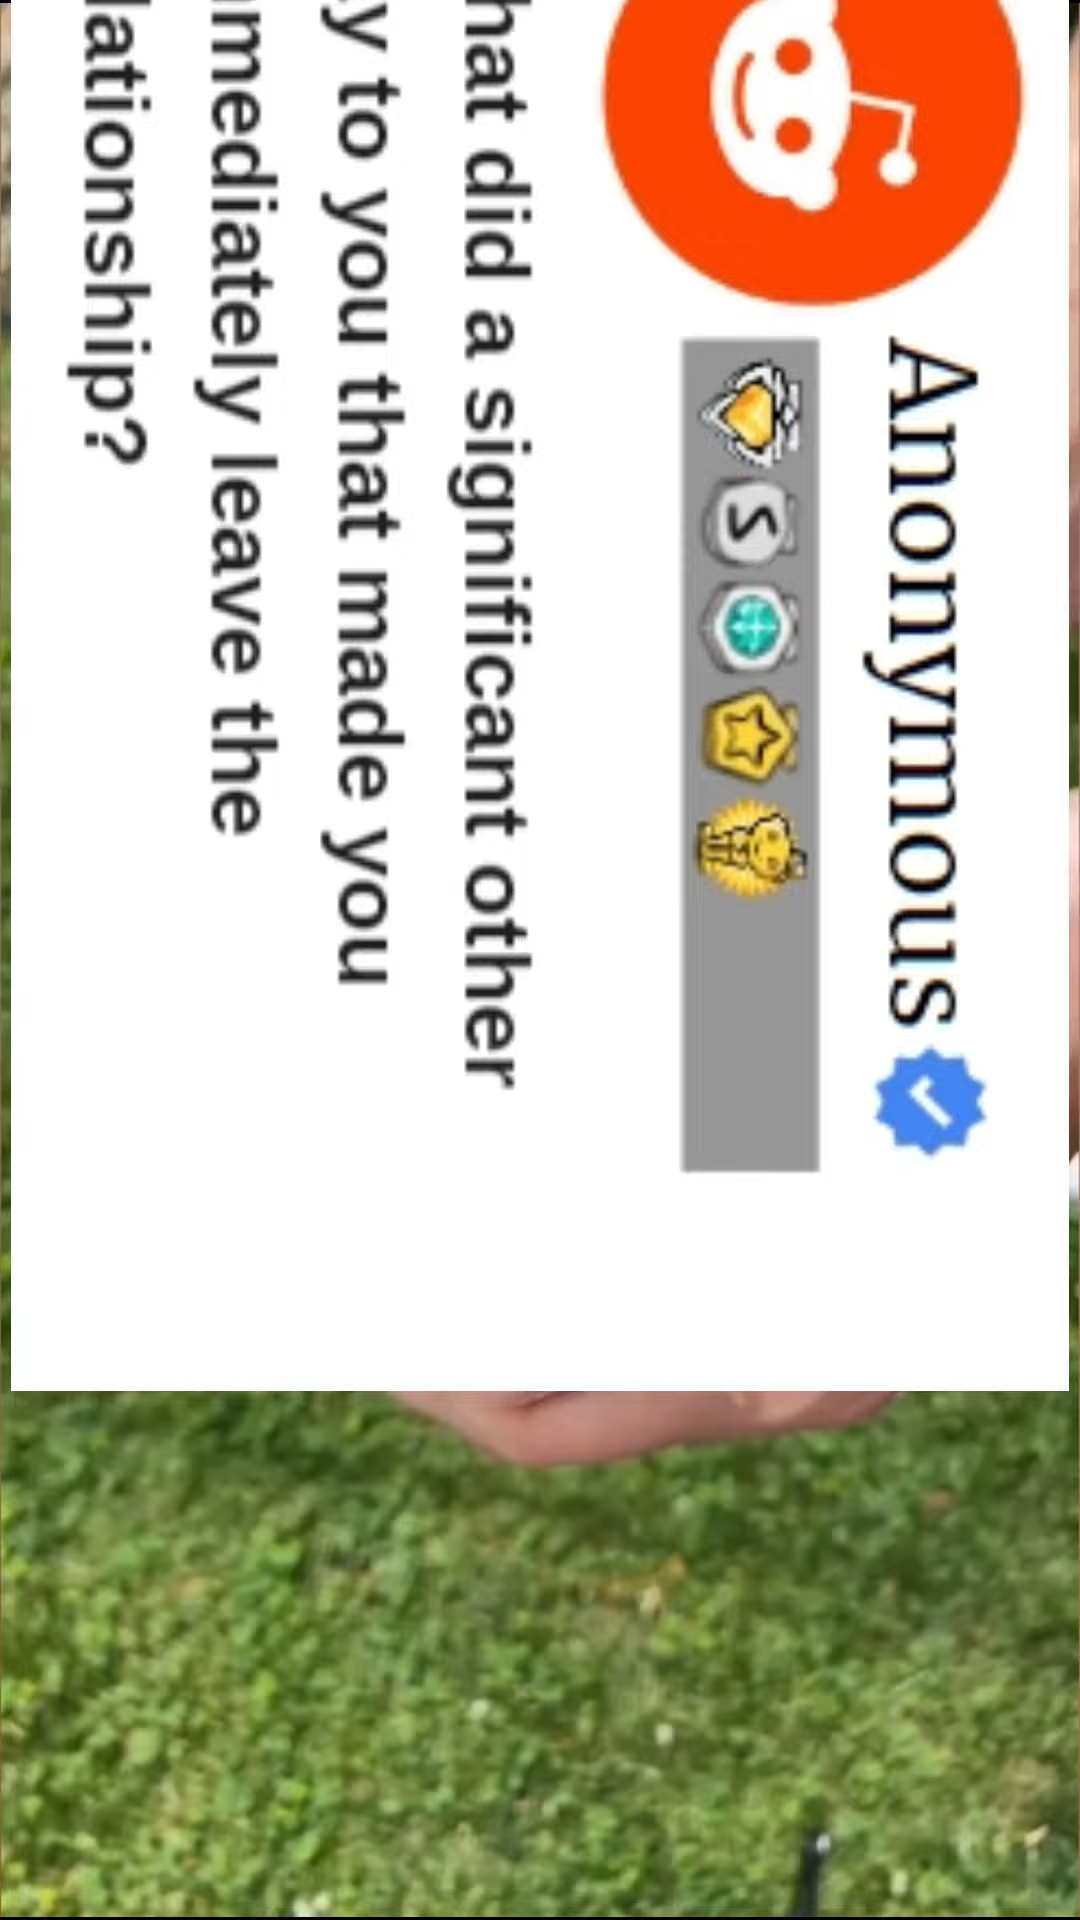 Anonymous
hat did a significant other
y to you that made you
mediately leave the
lationship?